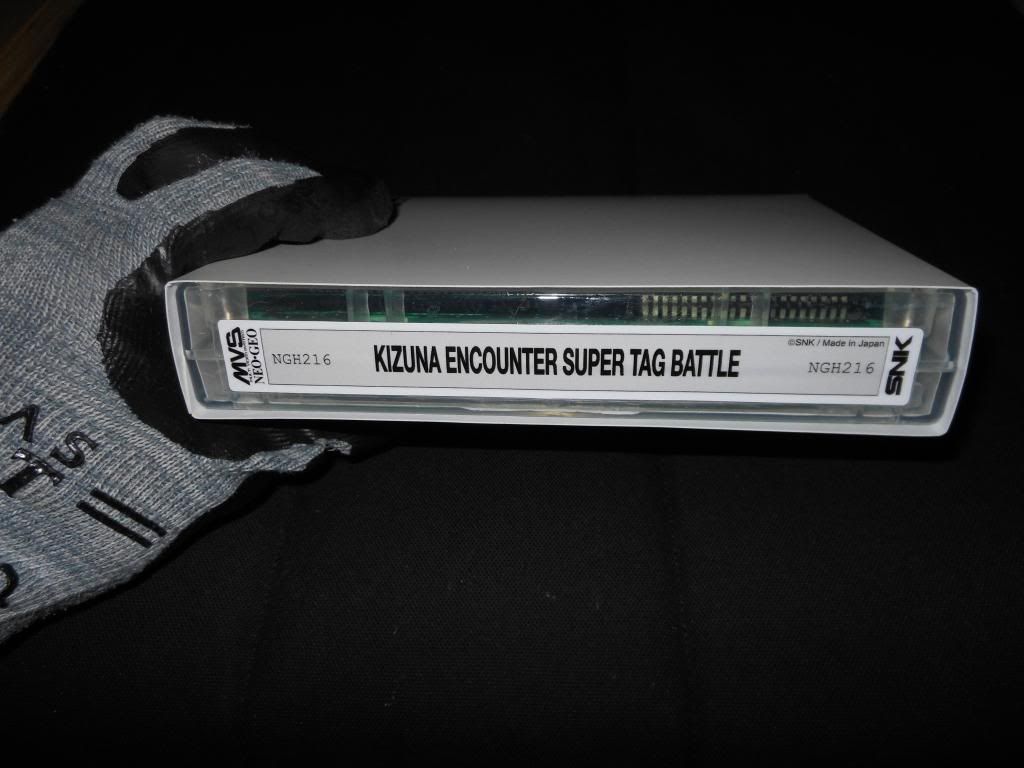 MVS
NEO•GEO
NGH216
KIZUNA ENCOUNTER SUPER TAG BATTLE
©SNK / Made in Japan
NGH216
SNK